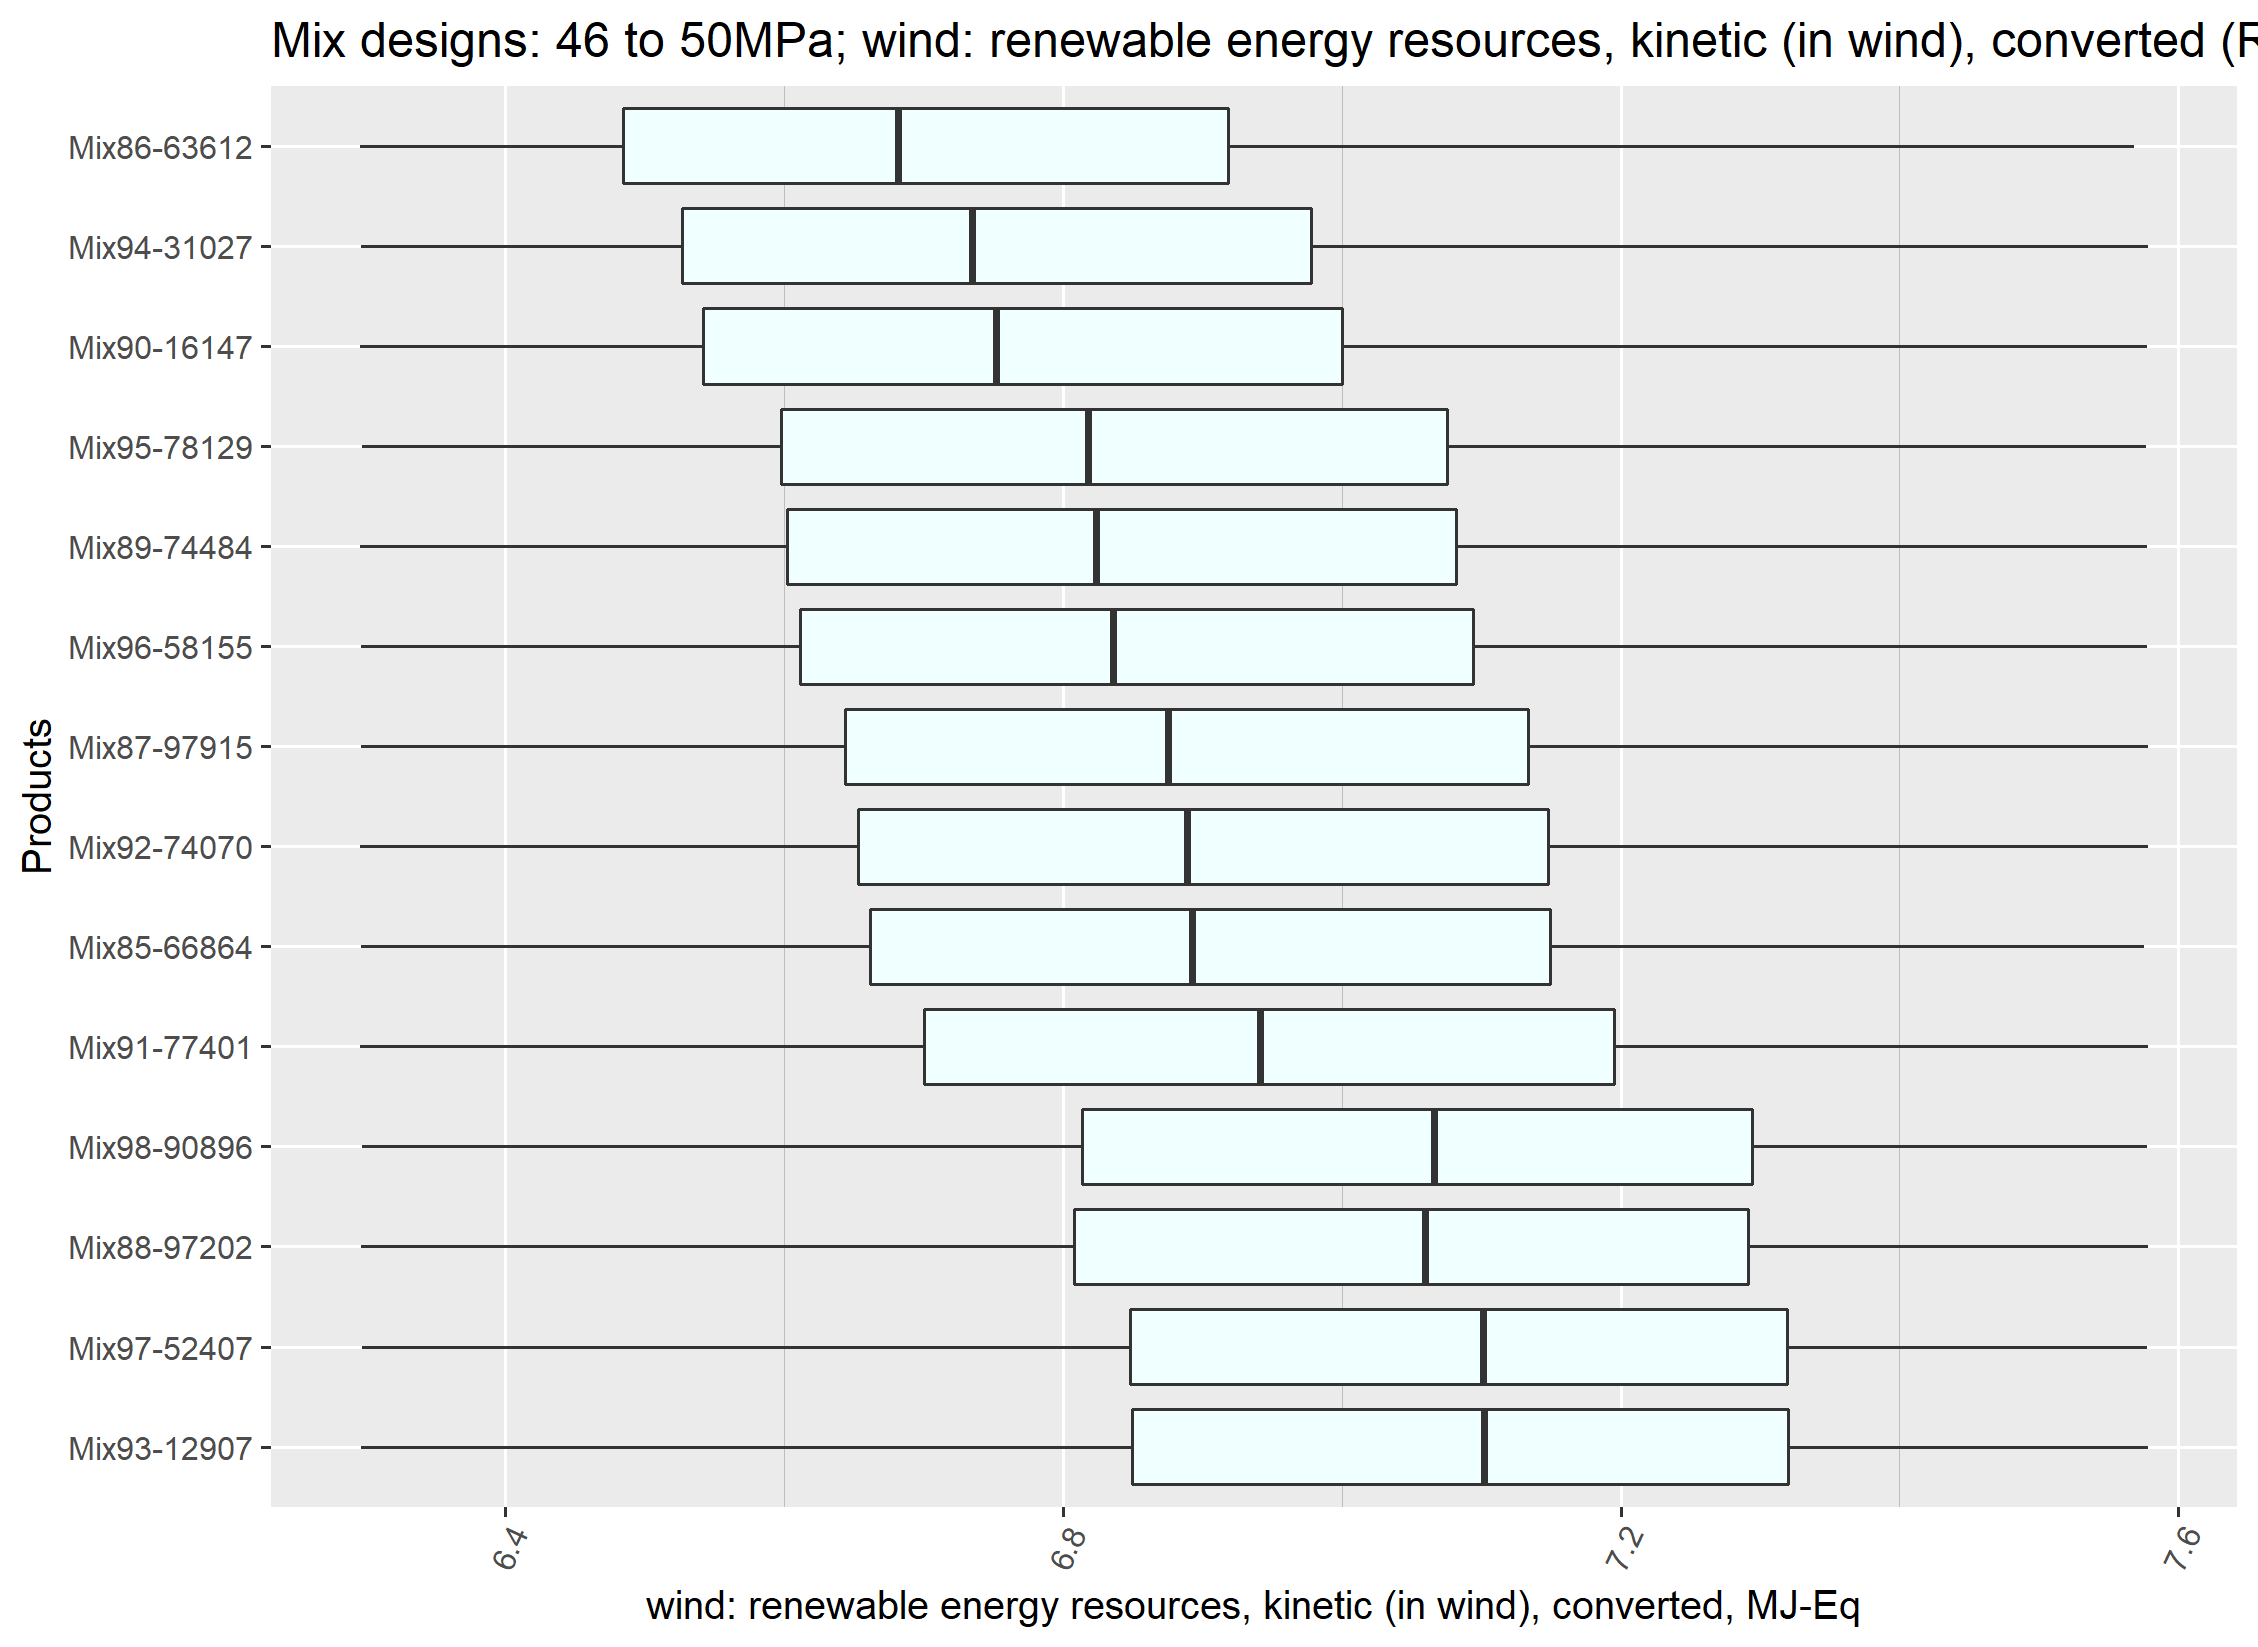 Mix designs: 46 to 50MPa; wind: renewable energy resources, kinetic (in wind), converted (R
Mix86-63612
Mix94-31027
Mix90-16147
Mix95-78129
Mix89-74484
Mix96-58155
Mix87-97915
Mix92-74070
Mix85-66864
Mix91-77401
Mix98-90896
Mix88-97202
Mix97-52407
Mix93-12907
Products
6.4
6.8
7.2
7.6
wind: renewable energy resources, kinetic (in wind), converted, MJ-Eq